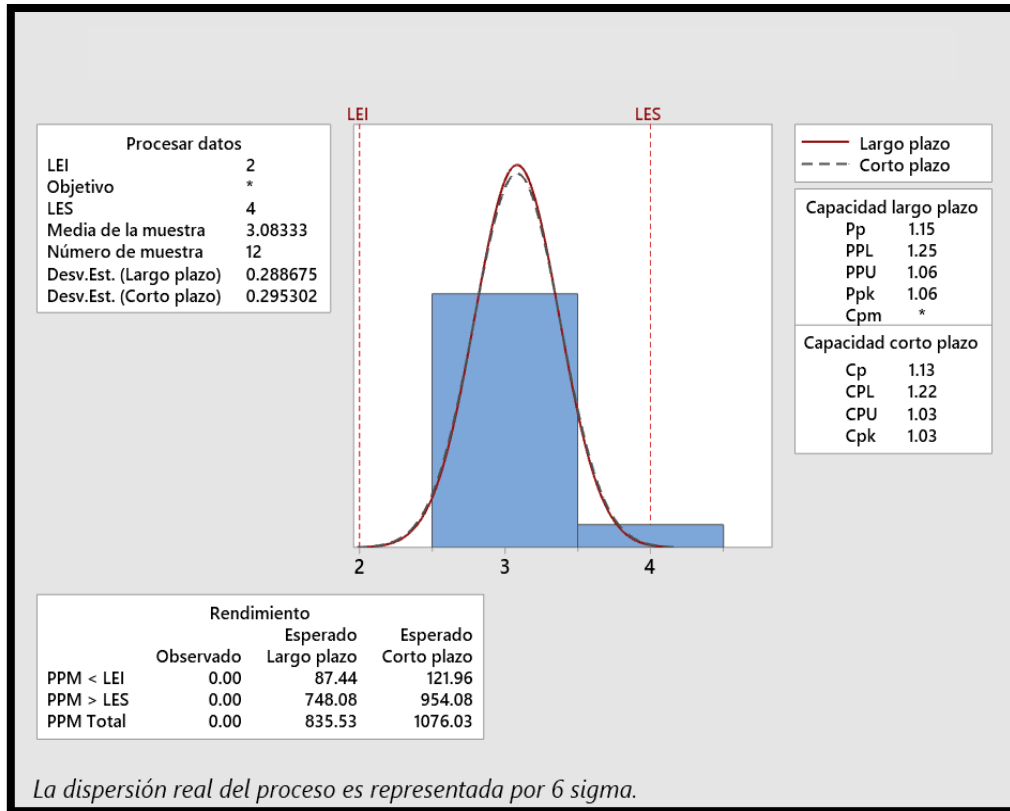 LEI
LES
Procesar datos
LEI 2
Objetivo *
LES 4
Media de la muestra 3.08333
Número de muestra 12
Desv.Est. (Largo plazo) 0.288675
Desv.Est. (Corto plazo) 0.295302
Largo plazo
Corto plazo
Capacidad largo plazo
Pp 1.15
PPL 1.25
PPU 1.06
Ppk 1.06
Cpm *
Capacidad corto plazo
Cp 1.13
CPL 1.22
CPU 1.03
Cpk 1.03
2 3 4
Rendimiento
Esperado Esperado
Observado Largo plazo Corto plazo
PPM < LEI 0.00 87.44 121.96
PPM > LES 0.00 748.08 954.08
PPM Total 0.00 835.53 1076.03
La dispersión real del proceso es representada por 6 sigma.